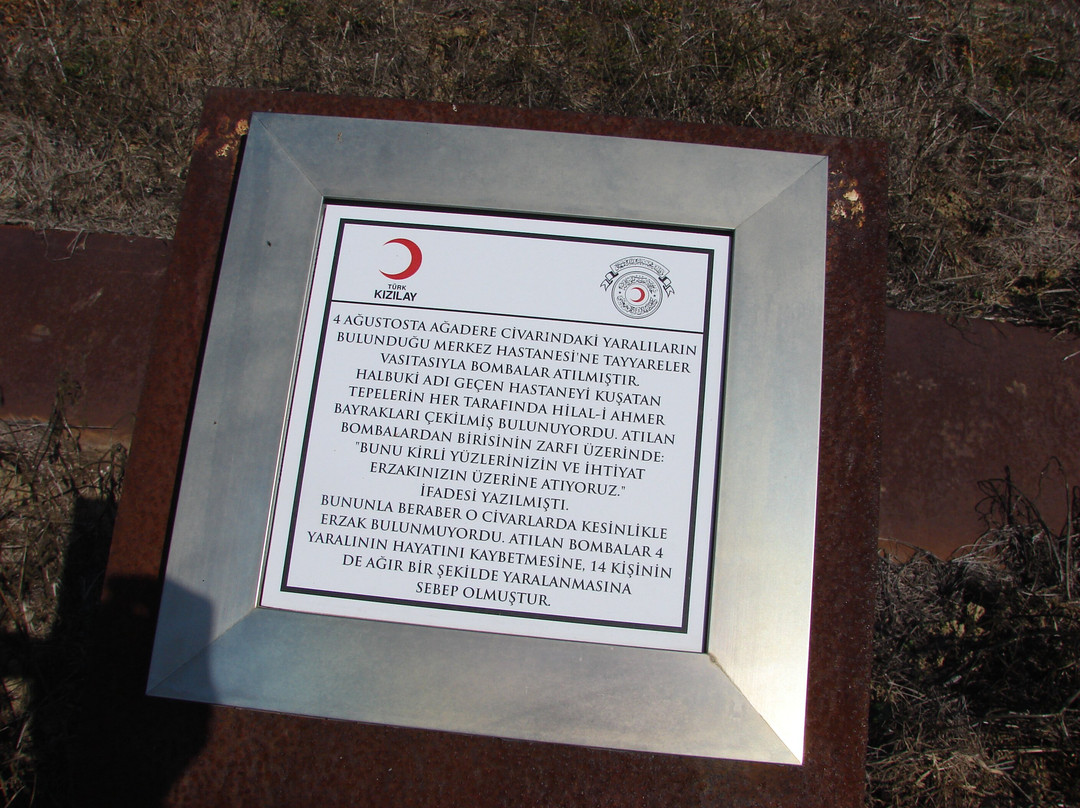 TÜRK
KIZILAY
4 AĞUSTOSTA AĞADERE CİVARINDAKİ YARALILARIN
BULUNDUĞU MERKEZ HASTANESİ'NE TAYYARELER
VASITASIYLA BOMBALAR ATILMIŞTIR.
HALBUKİ ADI GEÇEN HASTANEYİ KUŞATAN
TEPELERİN HER TARAFINDA HİLAL-İ AHMER
BAYRAKLARI ÇEKİLMİŞ BULUNUYORDU. ATILAN
BOMBALARDAN BİRİSİNİN ZARFI ÜZERİNDE:
"BUNU KİRLİ YÜZLERİNİZİN VE İHTİYAT
ERZAKINIZIN ÜZERİNE ATIYORUZ."
İFADESİ YAZILMIŞTI.
BUNUNLA BERABER O CİVARLARDA KESİNLİKLE
ERZAK BULUNMUYORDU. ATILAN BOMBALAR 4
YARALININ HAYATINI KAYBETMESİNE, 14 KİŞİNİN
DE AĞIR BİR ŞEKİLDE YARALANMASINA
SEBEP OLMUŞTUR.